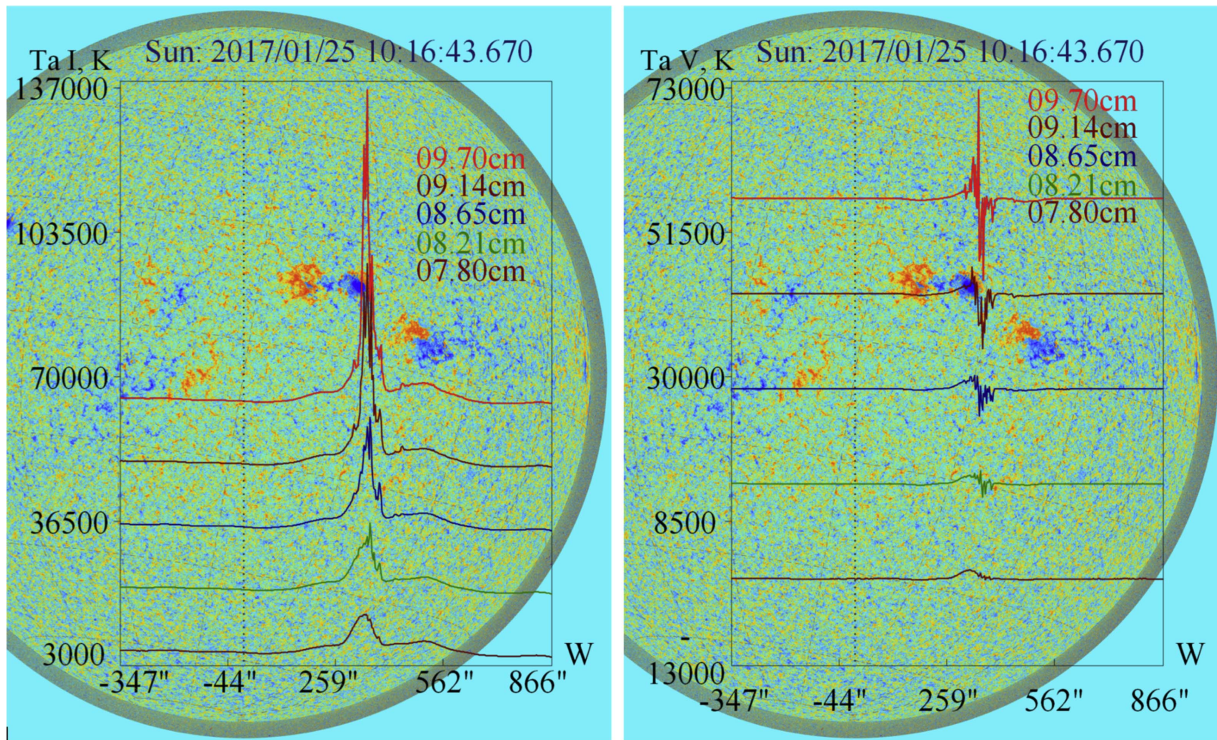 Sun: 2017/01/25 10:16:43.670
Ta I, K
137000
09.70cm
09.14cm
08.65cm
08.21cm
07.80cm
103500
70000
36500
3000
W
-347" -44" 259" 562" 866"
Sun: 2017/01/25 10:16:43.670
Ta V, K
73000
09.70cm
09.14cm
08.65cm
08.21cm
07.80cm
51500
30000
8500
-
13000
W
-347" -44" 259" 562" 866"